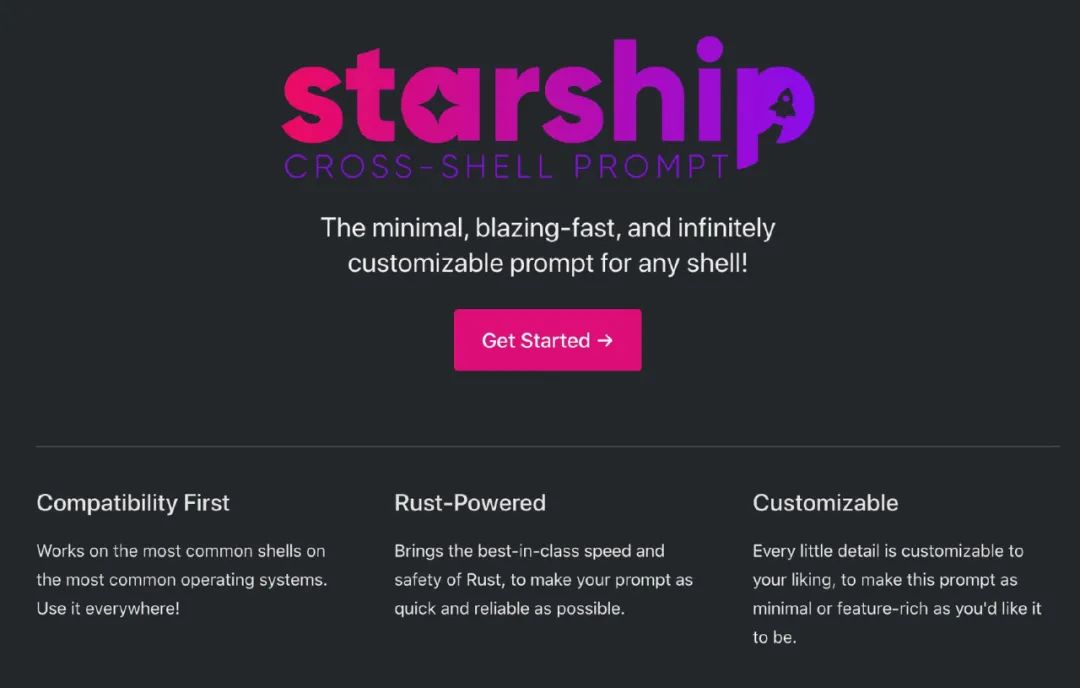 starship
CROSS-SHELL PROMPT
The minimal, blazing-fast, and infinitely
customizable prompt for any shell!
Get Started →
Compatibility First
Works on the most common shells on
the most common operating systems.
Use it everywhere!
Rust-Powered
Brings the best-in-class speed and
safety of Rust, to make your prompt as
quick and reliable as possible.
Customizable
Every little detail is customizable to
your liking, to make this prompt as
minimal or feature-rich as you'd like it
to be.